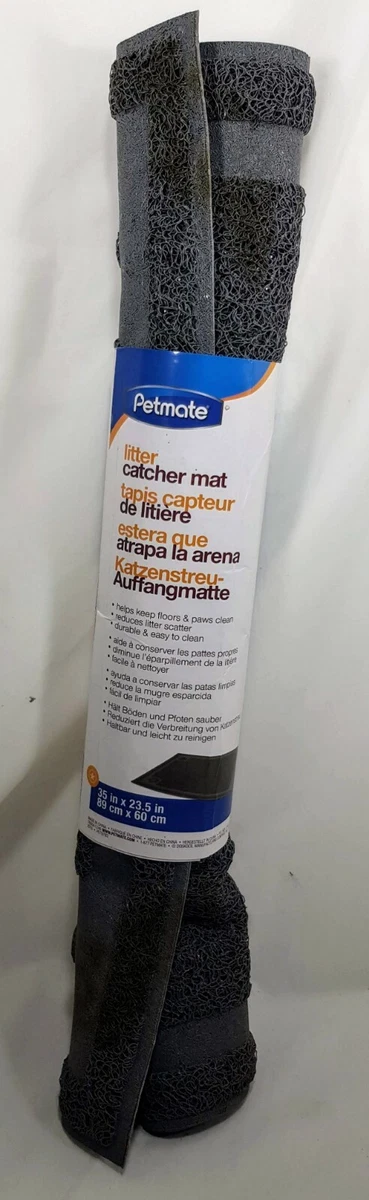 Petmate
litter
catcher mat
tapis capteur
de litière
estera que
atrapa la arena
Katzenstreu-
Auffangmatte
• helps keep floors & paws clean
• reduces litter scatter
• durable & easy to clean
• aide à conserver les pattes propres
• diminue l'éparpillement de la litière
• facile à nettoyer
• ayuda a conservar las patas limpias
• reduce la mugre esparcida
• fácil de limpiar
• Hält Böden und Pfoten sauber
• Reduziert die Verbreitung von
• Haltbar und leicht zu reinigen
35 in x 23.5 in
89 cm x 60 cm
WWW.PETMATE.COM